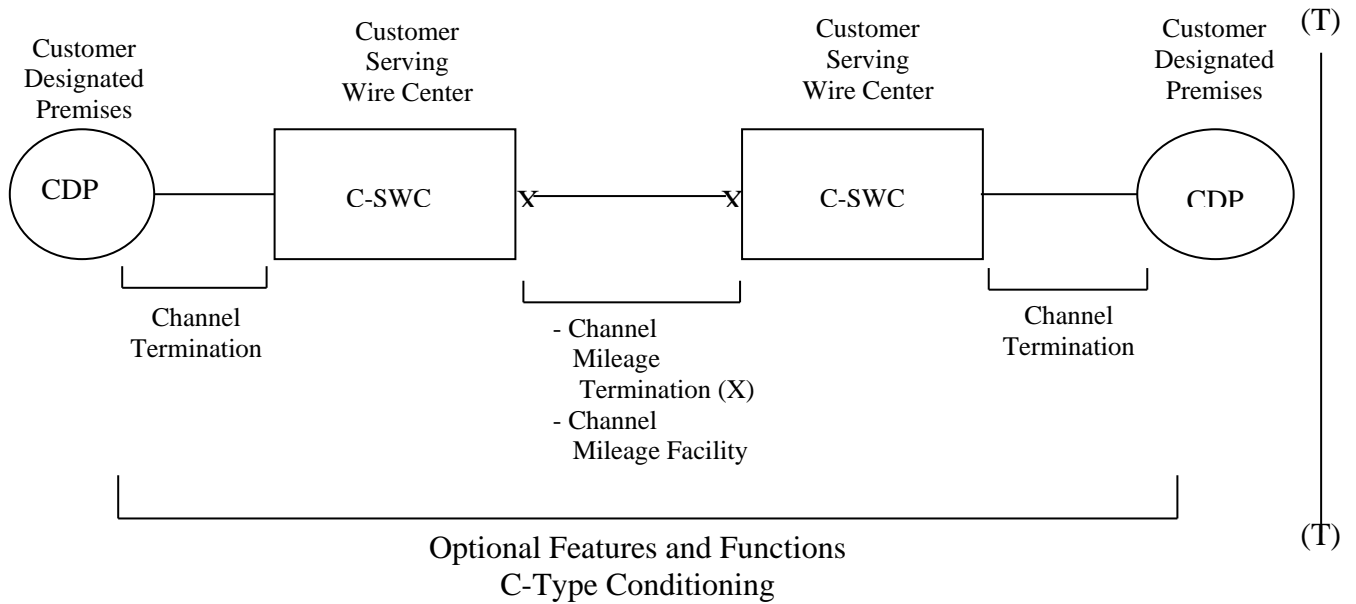 (T)
Customer
Designated
Premises
Customer
Serving
Wire Center
Customer
Serving
Wire Center
Customer
Designated
Premises
CDP
C-SWC
X
X
C-SWC
CDP
Channel
Termination
- Channel
Mileage
Termination (X)
- Channel
Mileage Facility
Channel
Termination
(T)
Optional Features and Functions
C-Type Conditioning